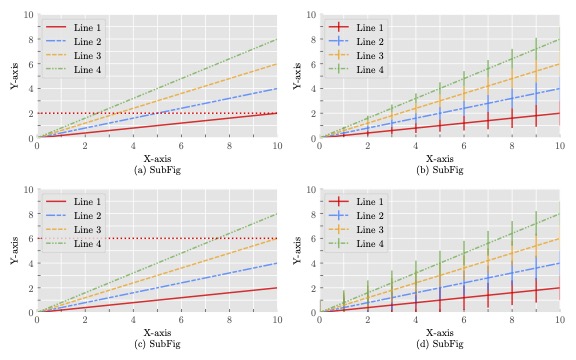 10
8
6
4
2
0
Y-axis
Line 1
Line 2
Line 3
Line 4
0 2 4 6 8 10
X-axis
(a) SubFig
10
8
6
4
2
0
Y-axis
Line 1
Line 2
Line 3
Line 4
0 2 4 6 8 10
X-axis
(b) SubFig
10
8
6
4
2
0
Y-axis
Line 1
Line 2
Line 3
Line 4
0 2 4 6 8 10
X-axis
(c) SubFig
10
8
6
4
2
0
Y-axis
Line 1
Line 2
Line 3
Line 4
0 2 4 6 8 10
X-axis
(d) SubFig